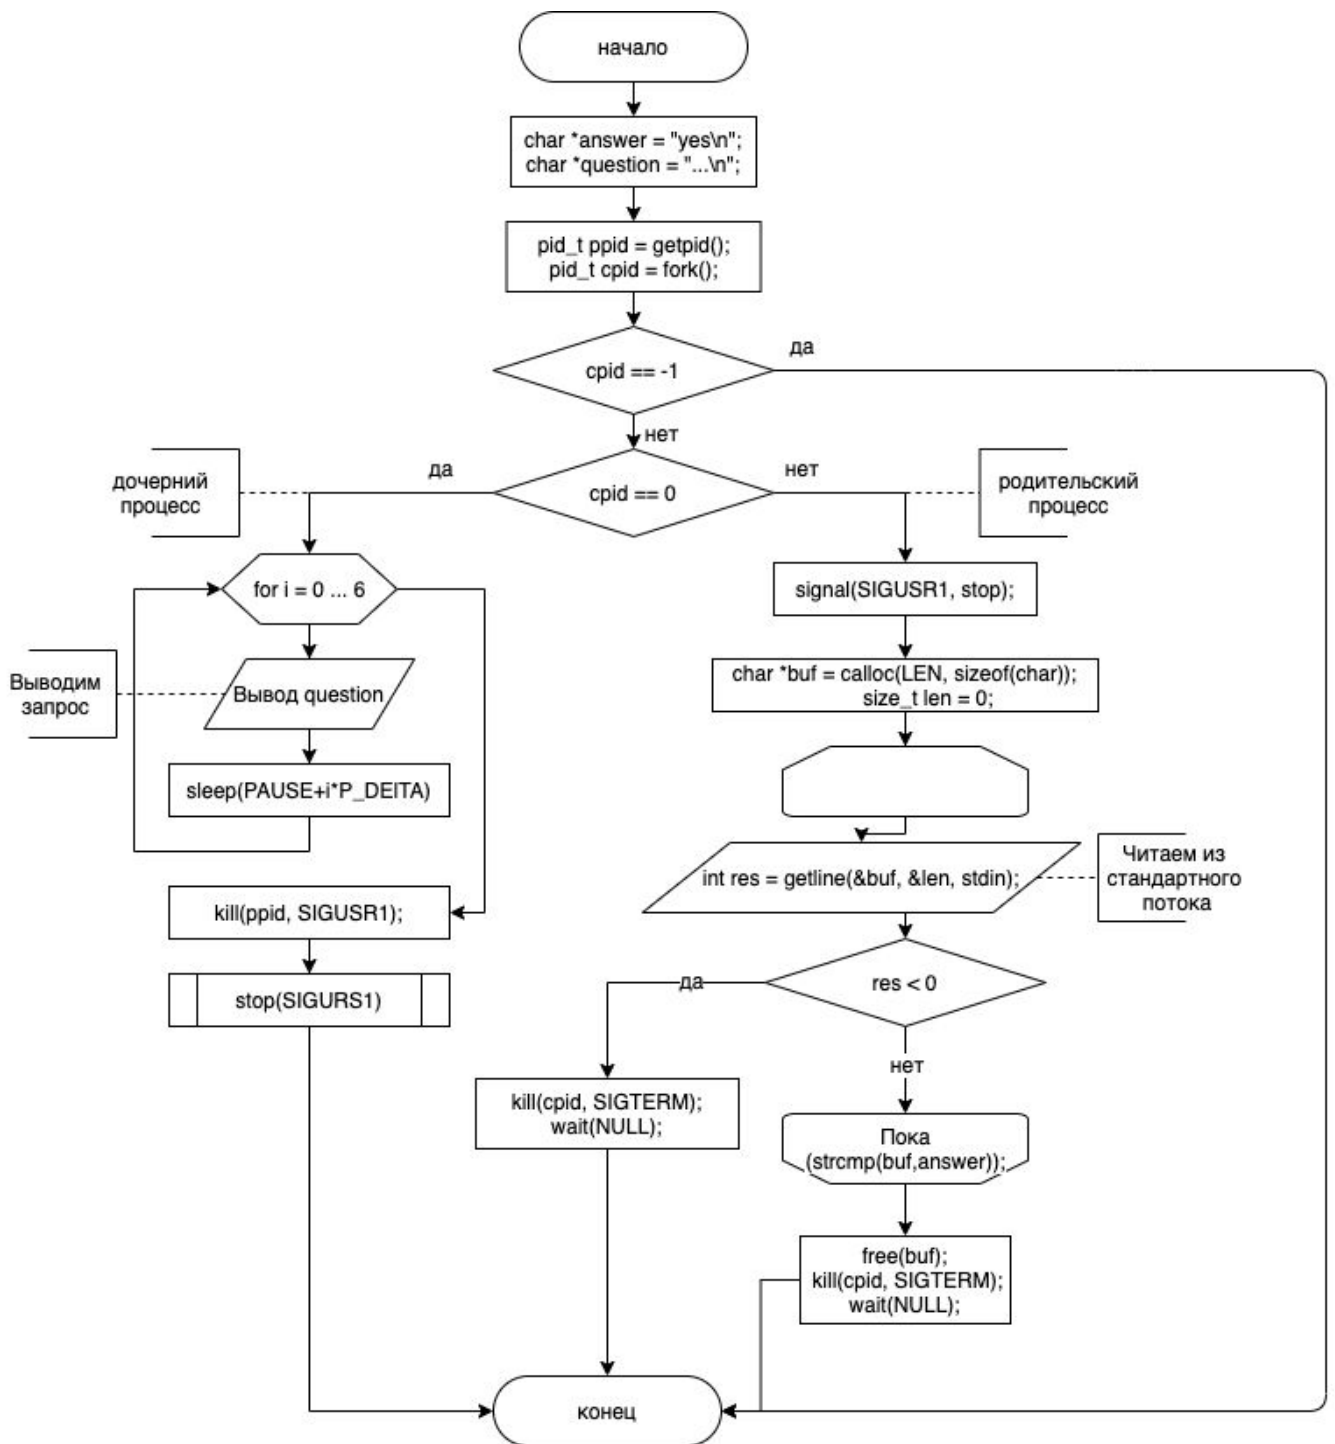 начало
char *answer = "yes\n";
char *question = "...\n";
pid_t ppid = getpid();
pid_t cpid = fork();
cpid == -1
да
нет
cpid == 0
да
нет
дочерний
процесс
родительский
процесс
for i = 0 ... 6
Выводим
запрос
Вывод question
sleep(PAUSE+i*P_DElTA)
kill(ppid, SIGUSR1);
stop(SIGURS1)
signal(SIGUSR1, stop);
char *buf = calloc(LEN, sizeof(char));
size_t len = 0;
int res = getline(&buf, &len, stdin);
Читаем из
стандартного
потока
res < 0
да
нет
kill(cpid, SIGTERM);
wait(NULL);
Пока
(strcmp(buf,answer));
free(buf);
kill(cpid, SIGTERM);
wait(NULL);
конец